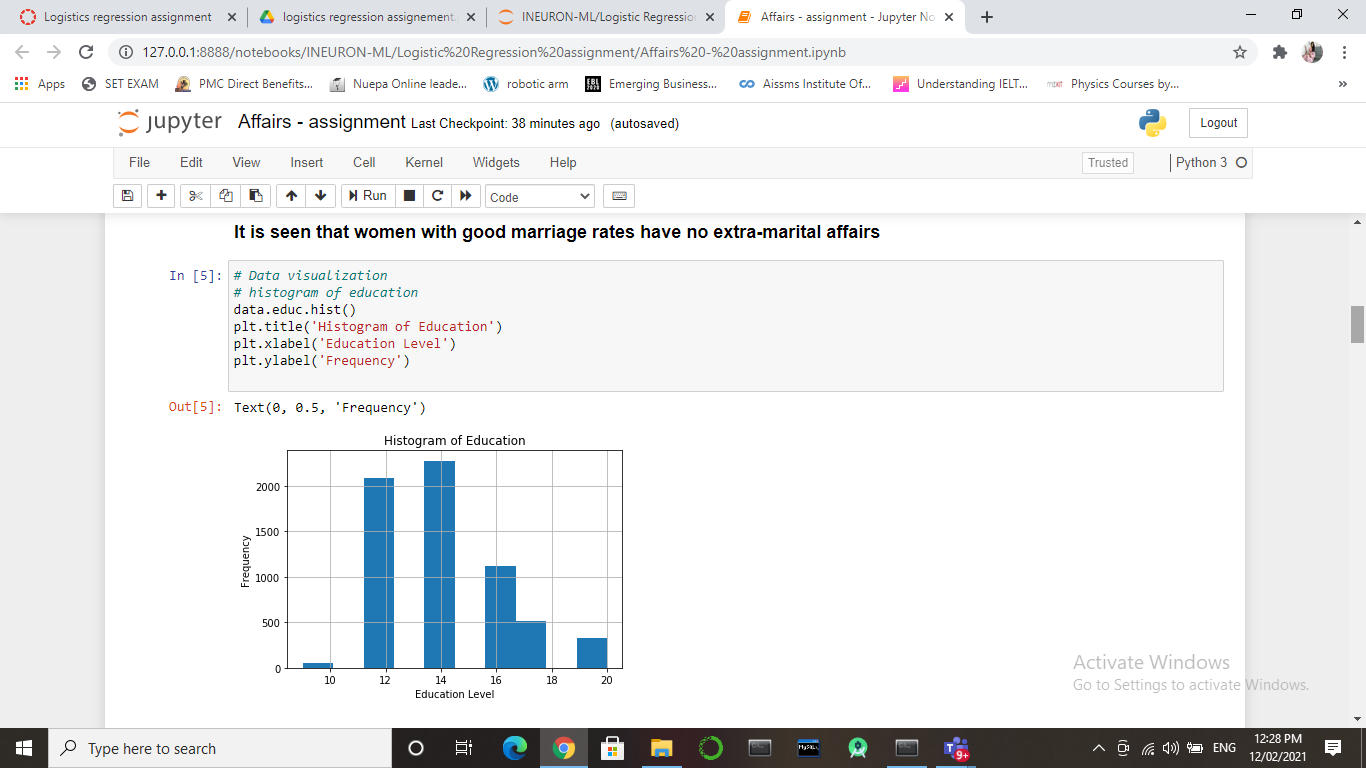 Logistics regression assignment
logistics regression assignement.
INEURON-ML/Logistic Regressio
Affairs - assignment - Jupyter No
127.0.0.1:8888/notebooks/INEURON-ML/Logistic%20Regression%20assignment/Affairs%20-%20assignment.ipynb
Apps SET EXAM PMC Direct Benefits... Nuepa Online leade... robotic arm Emerging Business... Aissms Institute Of... Understanding IELT... Physics Courses by... »
jupyter Affairs - assignment Last Checkpoint: 38 minutes ago (autosaved) Logout
File Edit View Insert Cell Kernel Widgets Help Trusted Python 3
Run Code
It is seen that women with good marriage rates have no extra-marital affairs
In [5]: # Data visualization
# histogram of education
data.educ.hist()
plt.title('Histogram of Education')
plt.xlabel('Education Level')
plt.ylabel('Frequency')
Out[5]: Text(0, 0.5, 'Frequency')
Histogram of Education
2000
1500
1000
500
0
Frequency
10 12 14 16 18 20
Education Level
Activate Windows
Go to Settings to activate Windows.
Type here to search
9+
ENG
12:28 PM
12/02/2021